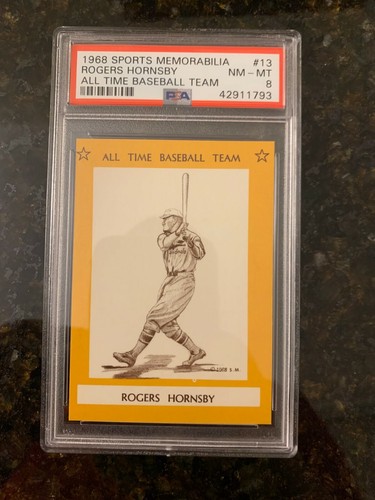 1968 SPORTS MEMORABILIA #13
ROGERS HORNSBY NM-MT
ALL TIME BASEBALL TEAM 8
PSA 42911793
ALL TIME BASEBALL TEAM
© 1968 S.M.
ROGERS HORNSBY